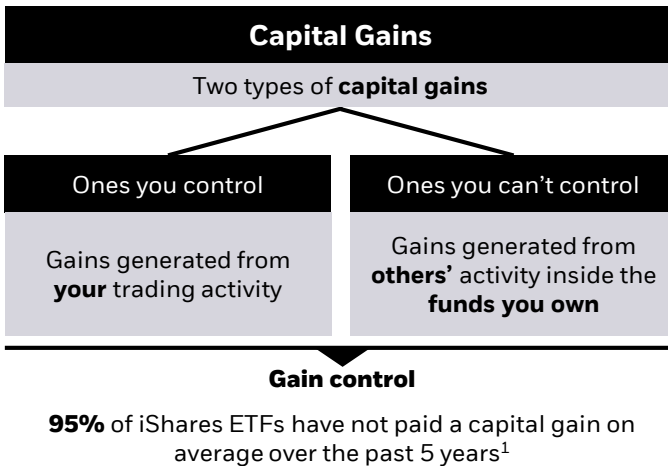 Capital Gains
Two types of capital gains
Ones you control
Gains generated from
your trading activity
Ones you can't control
Gains generated from
others' activity inside the
funds you own
Gain control
95% of iShares ETFs have not paid a capital gain on
average over the past 5 years¹